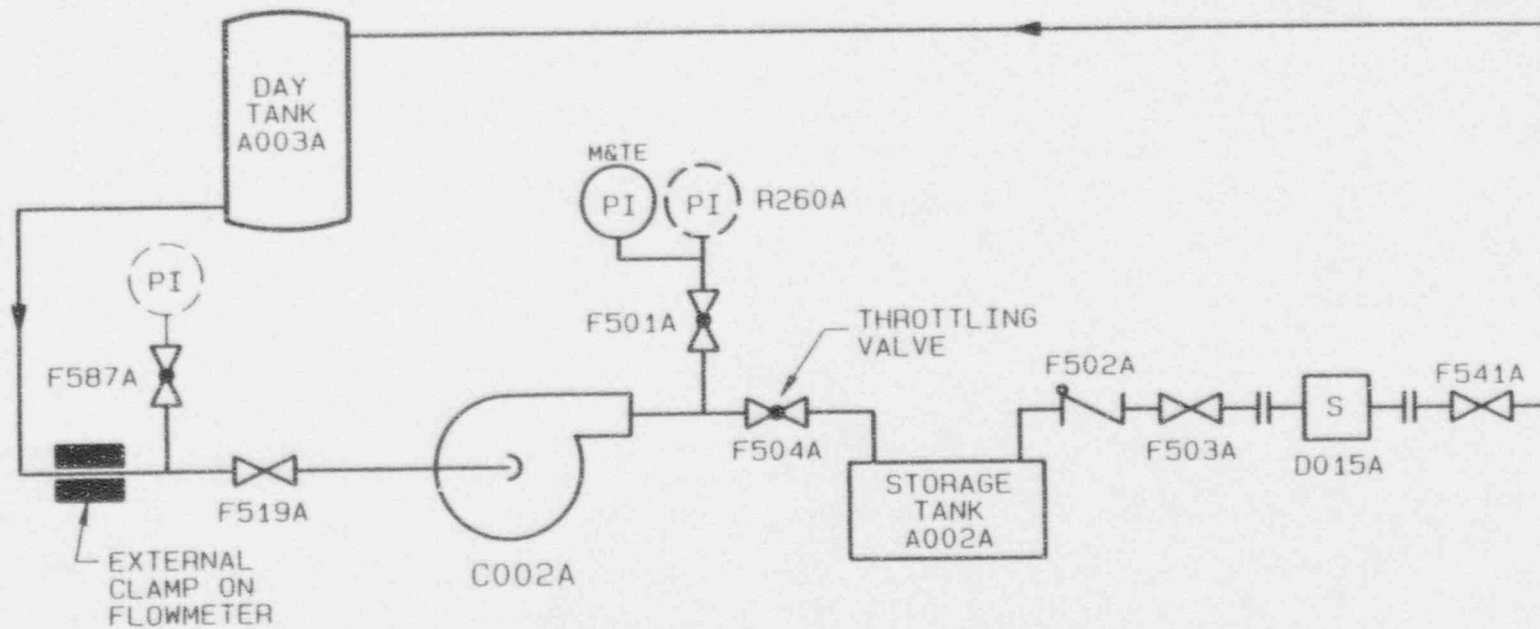 DAY
TANK
A003A
M&TE
PI
PI
R260A
PI
F501A
THROTTLING
VALVE
F587A
F502A
F541A
F504A
F503A
S
D015A
F519A
STORAGE
TANK
A002A
C002A
EXTERNAL
CLAMP ON
FLOWMETER